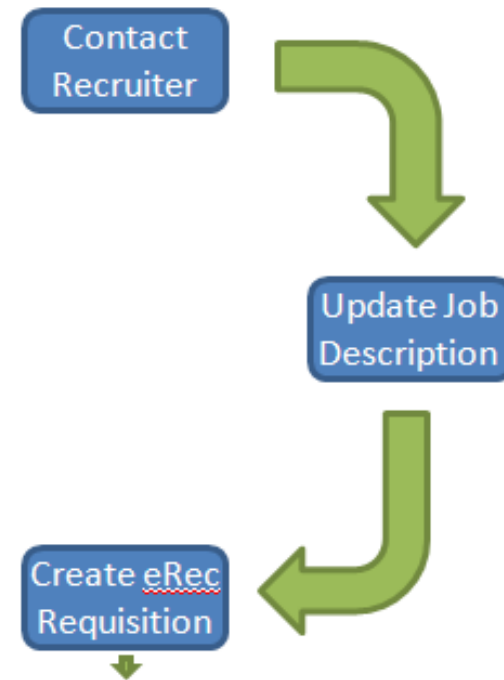 Contact
Recruiter
Update Job
Description
Create eRec
Requisition